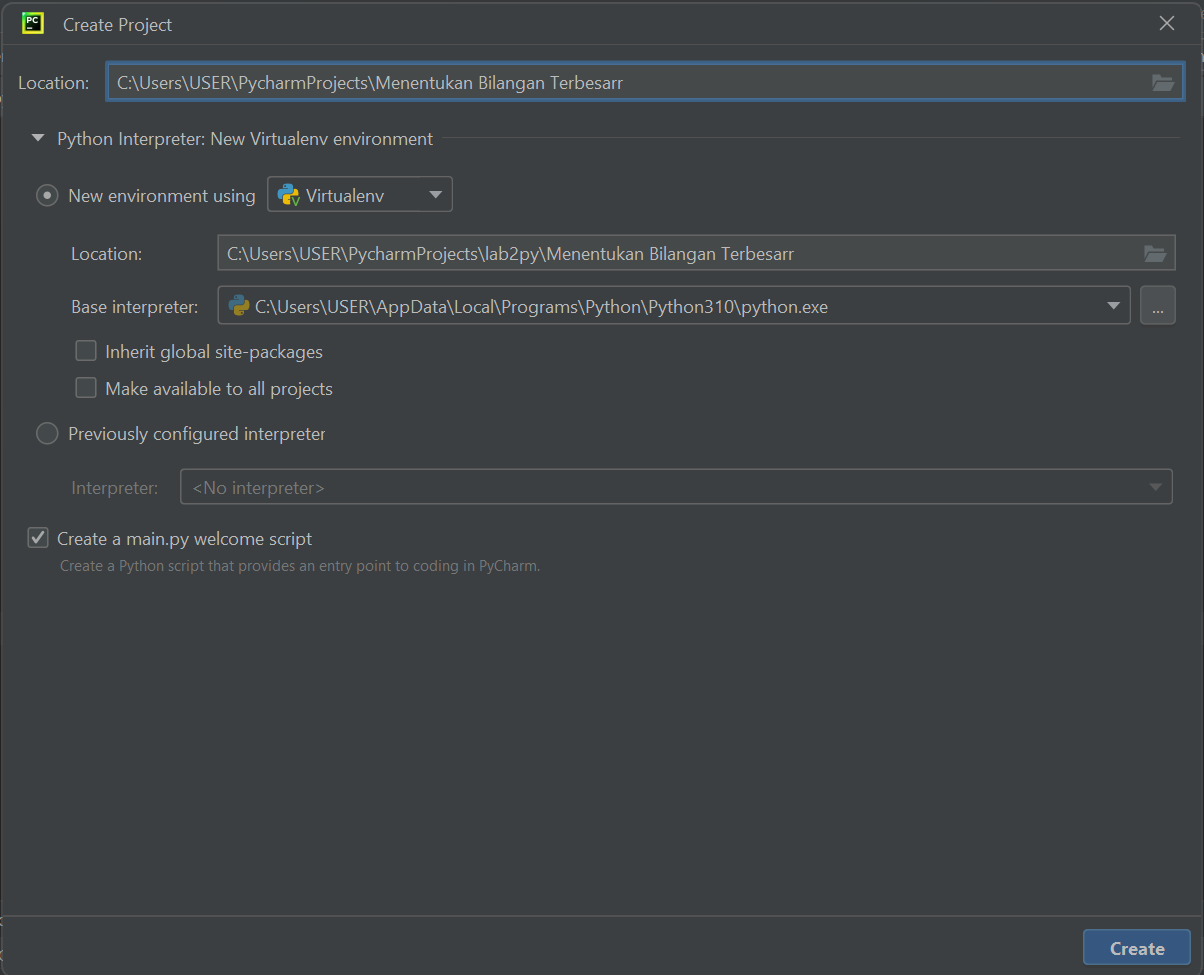 PC
Create Project
Location: C:\Users\USER\PycharmProjects\Menentukan Bilangan Terbesarr
Python Interpreter: New Virtualenv environment
New environment using Virtualenv
Location: C:\Users\USER\PycharmProjects\lab2py\Menentukan Bilangan Terbesarr
Base interpreter: C:\Users\USER\AppData\Local\Programs\Python\Python310\python.exe ...
Inherit global site-packages
Make available to all projects
Previously configured interpreter
Interpreter: <No interpreter>
Create a main.py welcome script
Create a Python script that provides an entry point to coding in PyCharm.
Create